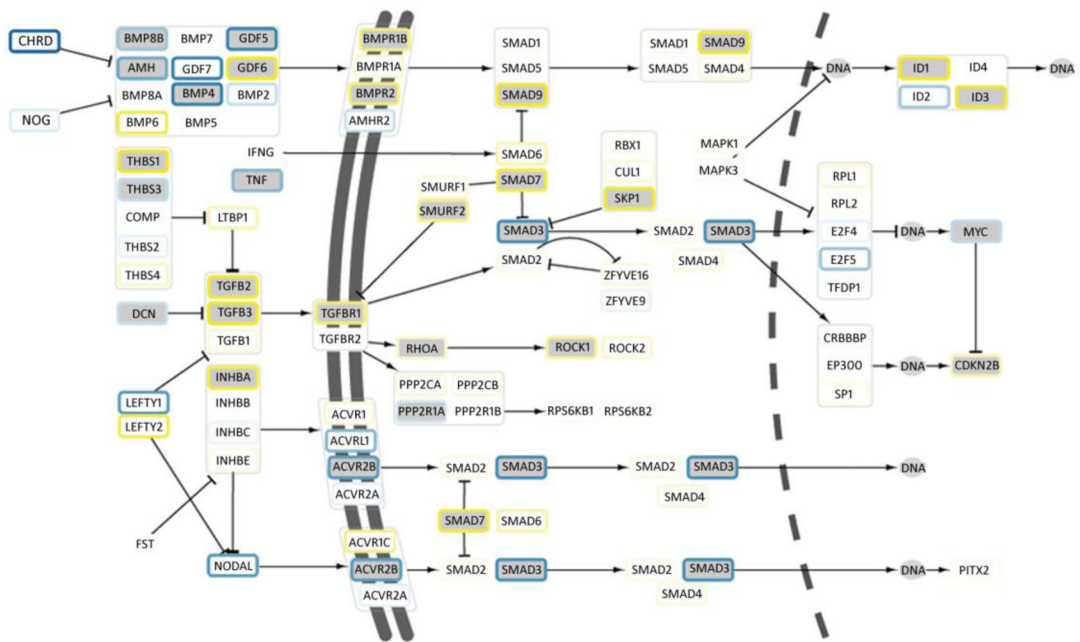 CHRD
BMP8B BMP7 GDF5
AMH GDF7 GDF6
BMP8A BMP4 BMP2
BMP6 BMP5
NOG
BMPR1B
BMPR1A
BMPR2
AMHR2
SMAD1
SMAD5
SMAD9
SMAD1 SMAD9
SMAD5 SMAD4
DNA
ID1 ID4
ID2 ID3
DNA
IFNG
SMAD6
SMAD7
SMURF1
SMURF2
RBX1
CUL1
SKP1
MAPK1
MAPK3
THBS1
THBS3
COMP
THBS2
THBS4
TNF
LTBP1
SMAD3
SMAD2
ZFYVE16
ZFYVE9
SMAD2 SMAD3
SMAD4
RPL1
RPL2
E2F4
E2F5
TFDP1
DNA
MYC
DCN
TGFB2
TGFB3
TGFB1
TGFBR1
TGFBR2
RHOA
ROCK1 ROCK2
CRBBBP
EP300
SP1
DNA
CDKN2B
PPP2CA PPP2CB
PPP2R1A PPP2R1B
RPS6KB1 RPS6KB2
LEFTY1
LEFTY2
INHBA
INHBB
INHBC
INHBE
ACVR1
ACVRL1
ACVR2B
ACVR2A
SMAD2 SMAD3
SMAD2 SMAD3
SMAD4
DNA
SMAD7 SMAD6
FST
NODAL
ACVR1C
ACVR2B
ACVR2A
SMAD2 SMAD3
SMAD2 SMAD3
SMAD4
DNA
PITX2